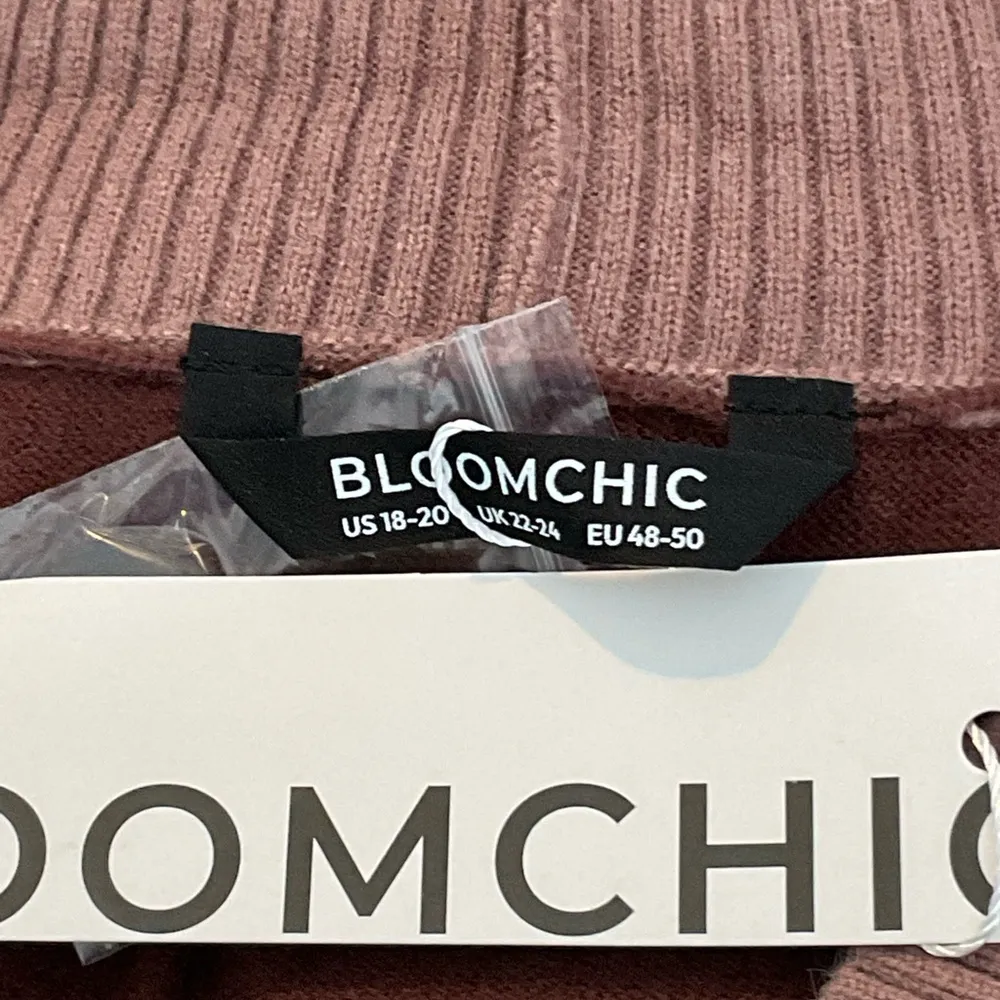 BLOOMCHIC
US 18-20 UK 22-24 EU 48-50
OOMCHIC